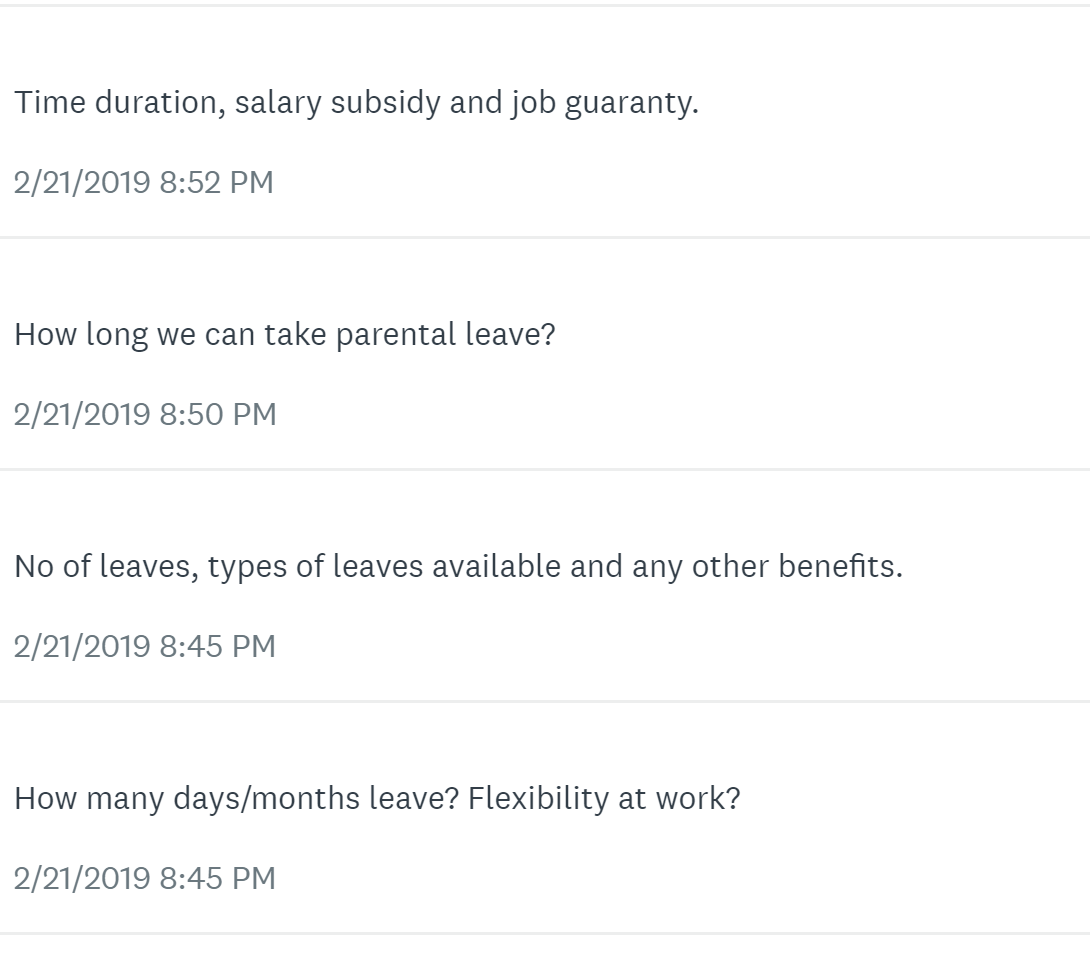 Time duration, salary subsidy and job guaranty.
2/21/2019 8:52 PM
How long we can take parental leave?
2/21/2019 8:50 PM
No of leaves, types of leaves available and any other benefits.
2/21/2019 8:45 PM
How many days/months leave? Flexibility at work?
2/21/2019 8:45 PM